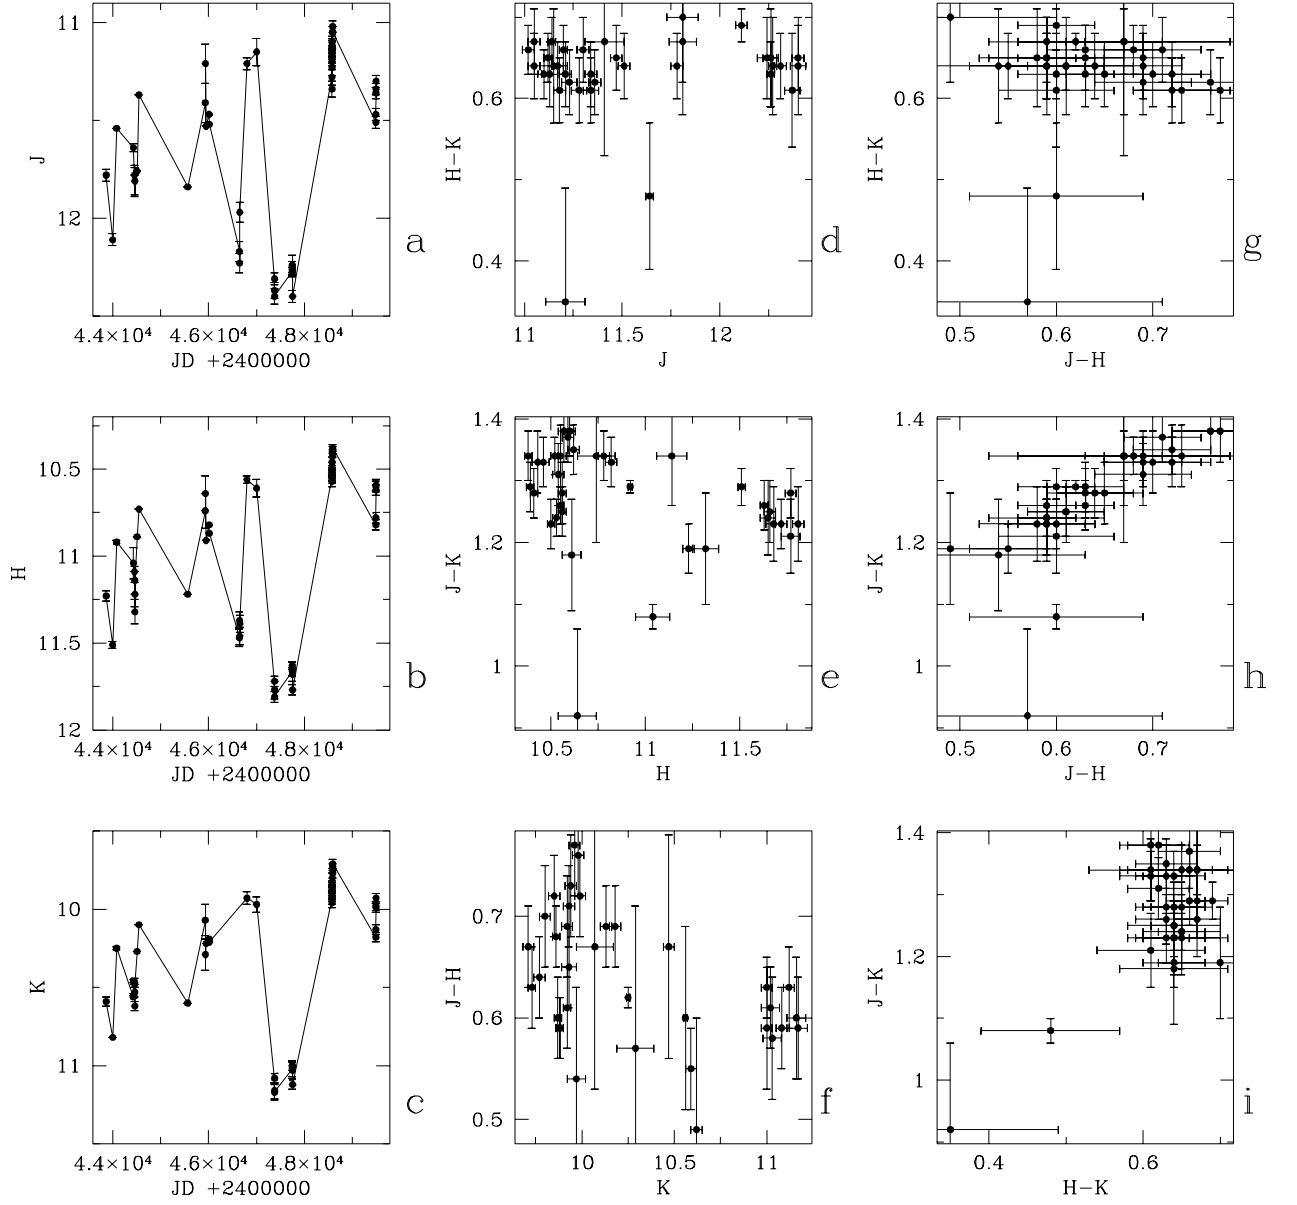 11
12
J
4.4×10⁴ 4.6×10⁴ 4.8×10⁴
JD +2400000
a
0.6
0.4
H−K
11 11.5 12
J
d
0.6
0.4
H−K
0.5 0.6 0.7
J−H
g
10.5
11
11.5
12
H
4.4×10⁴ 4.6×10⁴ 4.8×10⁴
JD +2400000
b
1.4
1.2
1
J−K
10.5 11 11.5
H
e
1.4
1.2
1
J−K
0.5 0.6 0.7
J−H
h
10
11
K
4.4×10⁴ 4.6×10⁴ 4.8×10⁴
JD +2400000
c
0.7
0.6
0.5
J−H
10 10.5 11
K
f
1.4
1.2
1
J−K
0.4 0.6
H−K
i